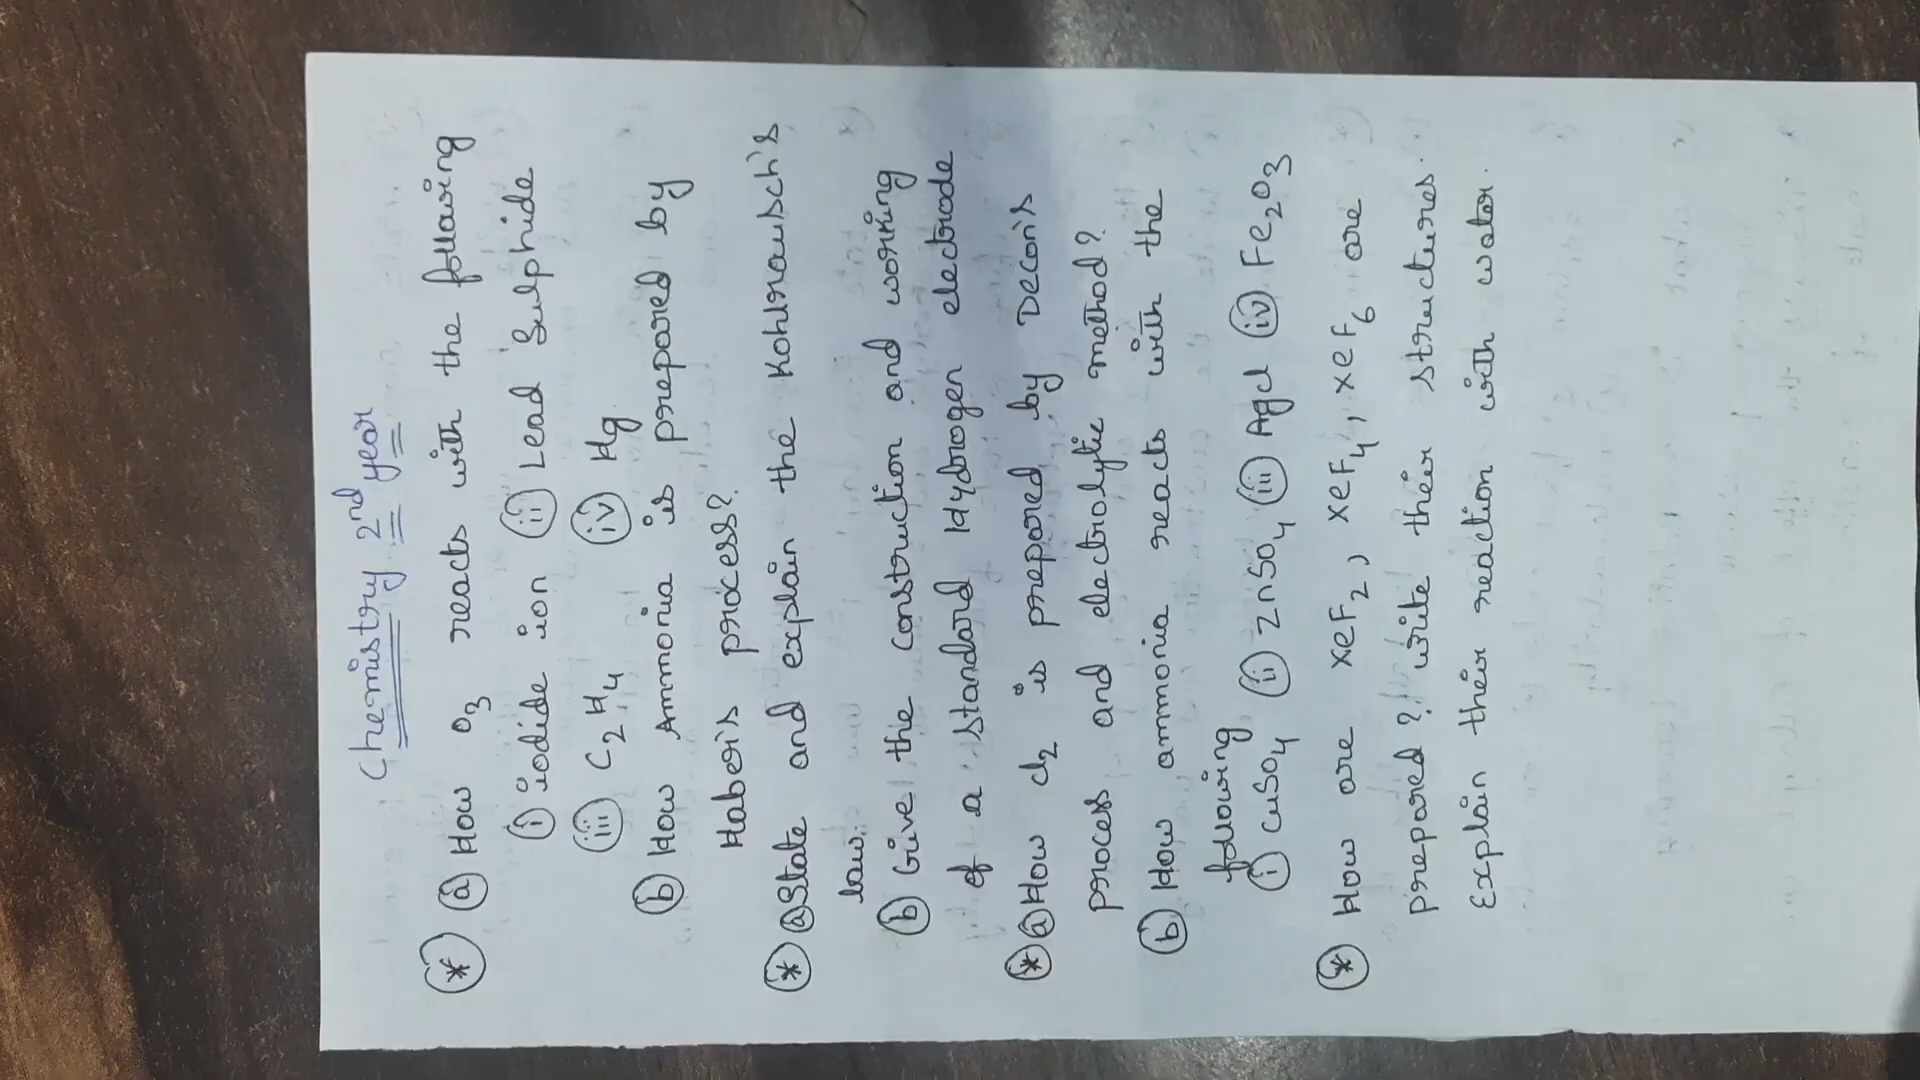 Chemistry 2nd year
* a How O3 reacts with the following
i iodide ion ii Lead Sulphide
iii C2H4 iv Hg
b How Ammonia is prepared by
Haber's process?
* a State and explain the Kohlrausch's
law.
b Give the construction and working
of a standard Hydrogen electrode
* a How cl2 is prepared by Decon's
process and electrolytic method?
b How ammonia reacts with the
following
i CuSO4 ii ZnSO4 iii Agcl iv Fe2O3
* How are XeF2, XeF4, XeF6 are
prepared? write their structures.
Explain their reaction with water.